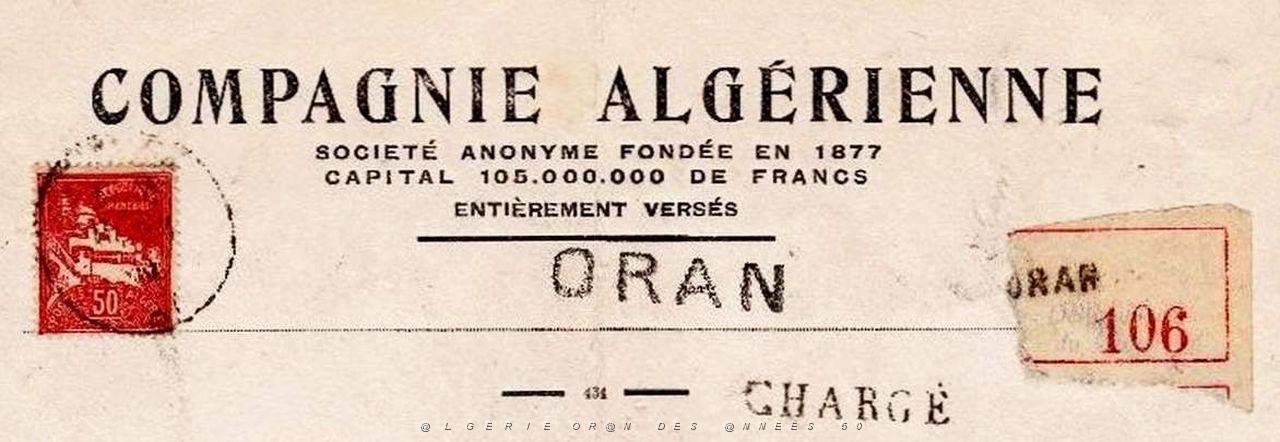 COMPAGNIE ALGÉRIENNE
SOCIETÉ ANONYME FONDÉE EN 1877
CAPITAL 105.000.000 DE FRANCS
ENTIÈREMENT VERSÉS
ORAN
50
ORAN
106
434
CHARGÉ
@LGERIE OR@N DES @NNEES 50